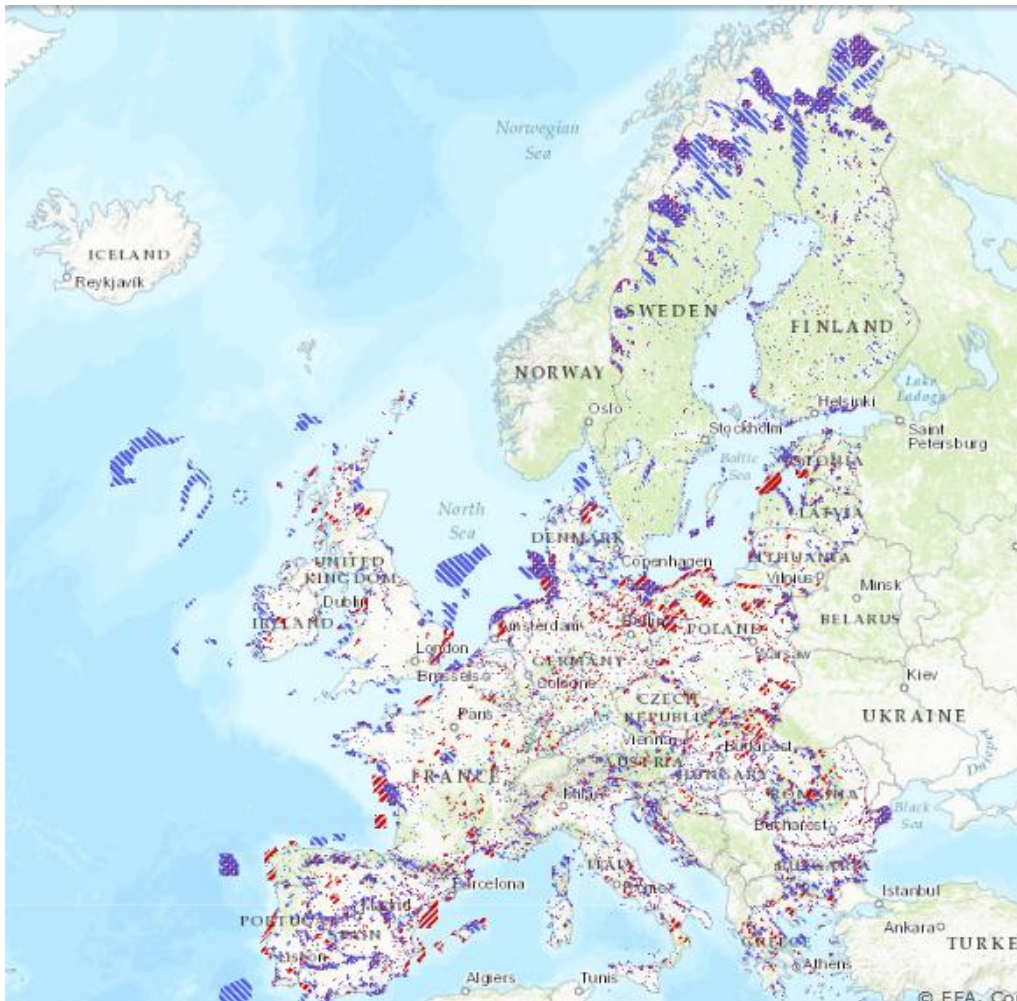 Norwegian
Sea
ICELAND
Reykjavík
SWEDEN
FINLAND
NORWAY
Lake
Ladoga
Oslo
Helsinki
Stockholm
Saint
Petersburg
Baltic
Sea
ESTONIA
North
Sea
LATVIA
DENMARK
LITHUANIA
Copenhagen
UNITED
KINGDOM
Vilnius
Minsk
Dublin
IRELAND
BELARUS
Amsterdam
Berlin
POLAND
London
Warsaw
Brussels
GERMANY
Cologne
Kiev
CZECH
REPUBLIC
UKRAINE
Paris
Vienna
Budapest
AUSTRIA
HUNGARY
FRANCE
Milan
ROMANIA
Black
Sea
Bucharest
ITALY
BULGARIA
Barcelona
Rome
Istanbul
Madrid
PORTUGAL
SPAIN
Ankara
GREECE
TURKE
Lisbon
Athens
Algiers
Tunis
© EEA, Co